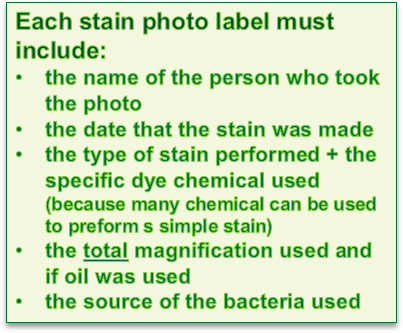 Each stain photo label must
include:
• the name of the person who took
the photo
• the date that the stain was made
• the type of stain performed + the
specific dye chemical used
(because many chemical can be used
to preform s simple stain)
• the total magnification used and
if oil was used
• the source of the bacteria used